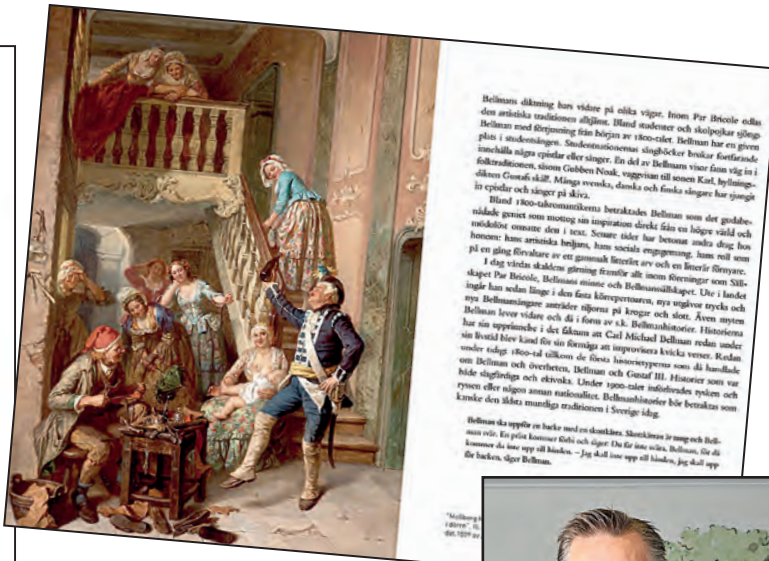 Bellmans diktning bars vidare på olika vägar. Inom Par Bricole odlas
den artistiska traditionen alltjämt. Bland studenter och skolpojkar sjöngs
Bellman med förtjusning från början av 1800-talet. Bellman har en given
plats i studentsången. Studentnationernas sångböcker brukar fortfarande
innehålla några epistlar eller sånger. En del av Bellmans visor fann väg in i
folktraditionen, såsom Gubben Noak, vaggvisan till sonen Karl, hyllnings-
dikten Gustafs skål. Många svenska, danska och finska sångare har sjungit
in epistlar och sånger på skiva.
Bland 1800-talsromantikerna betraktades Bellman som det gudabe-
nådade geniet som mottog sin inspiration direkt från en högre värld och
mödolöst omsatte den i text. Senare tider har betonat andra drag hos
honom: hans artistiska briljans, hans sociala engagemang, hans roll som
på en gång förvaltare av ett gammalt litterärt arv och en litterär förnyare.
I dag vårdas skaldens gärning framför allt inom föreningar som Säll-
skapet Par Bricole, Bellmans minne och Bellmansällskapet. Ute i landet
ingår han sedan länge i den fasta körrepertoaren, nya utgåvor trycks och
nya Bellmansångare anträder tiljorna på krogar och slott. Även myten
Bellman lever vidare och då i form av s.k. Bellmanhistorier. Historierna
har sin upprinnelse i det faktum att Carl Michael Bellman redan under
sin livstid blev känd för sin förmåga att improvisera kvicka verser. Redan
under tidigt 1800-tal tillkom de första historietyperna som då handlade
om Bellman och överheten, Bellman och Gustaf III. Historier som var
både slagfärdiga och ekivoka. Under 1900-talet infördes tysken och
ryssen eller någon annan nationalitet. Bellmanhistorier bör betraktas som
kanske den äldsta muntliga traditionen i Sverige idag.
Bellman ska uppför en backe med en skottkärra. Skottkärran är tung och Bell-
man svär. En präst kommer förbi och säger: Du får inte svära, Bellman, för då
kommer du inte upp till himlen. – Jag skall inte upp till himlen, jag skall upp
för backen, säger Bellman.
"Mollberg
i dörren".